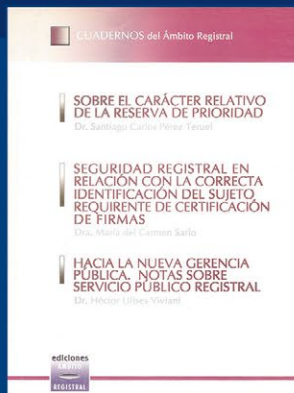 CUADERNOS del Ámbito Registral
SOBRE EL CARÁCTER RELATIVO
DE LA RESERVA DE PRIORIDAD
Dr. Santiago Carlos Pérez Teruel
SEGURIDAD REGISTRAL EN
RELACIÓN CON LA CORRECTA
IDENTIFICACIÓN DEL SUJETO
REQUIRENTE DE CERTIFICACIÓN
DE FIRMAS
Dra. María del Carmen Sarlo
HACIA LA NUEVA GERENCIA
PÚBLICA. NOTAS SOBRE
SERVICIO PÚBLICO REGISTRAL
Dr. Héctor Ulises Viviani
ediciones
ÁMBITO
REGISTRAL